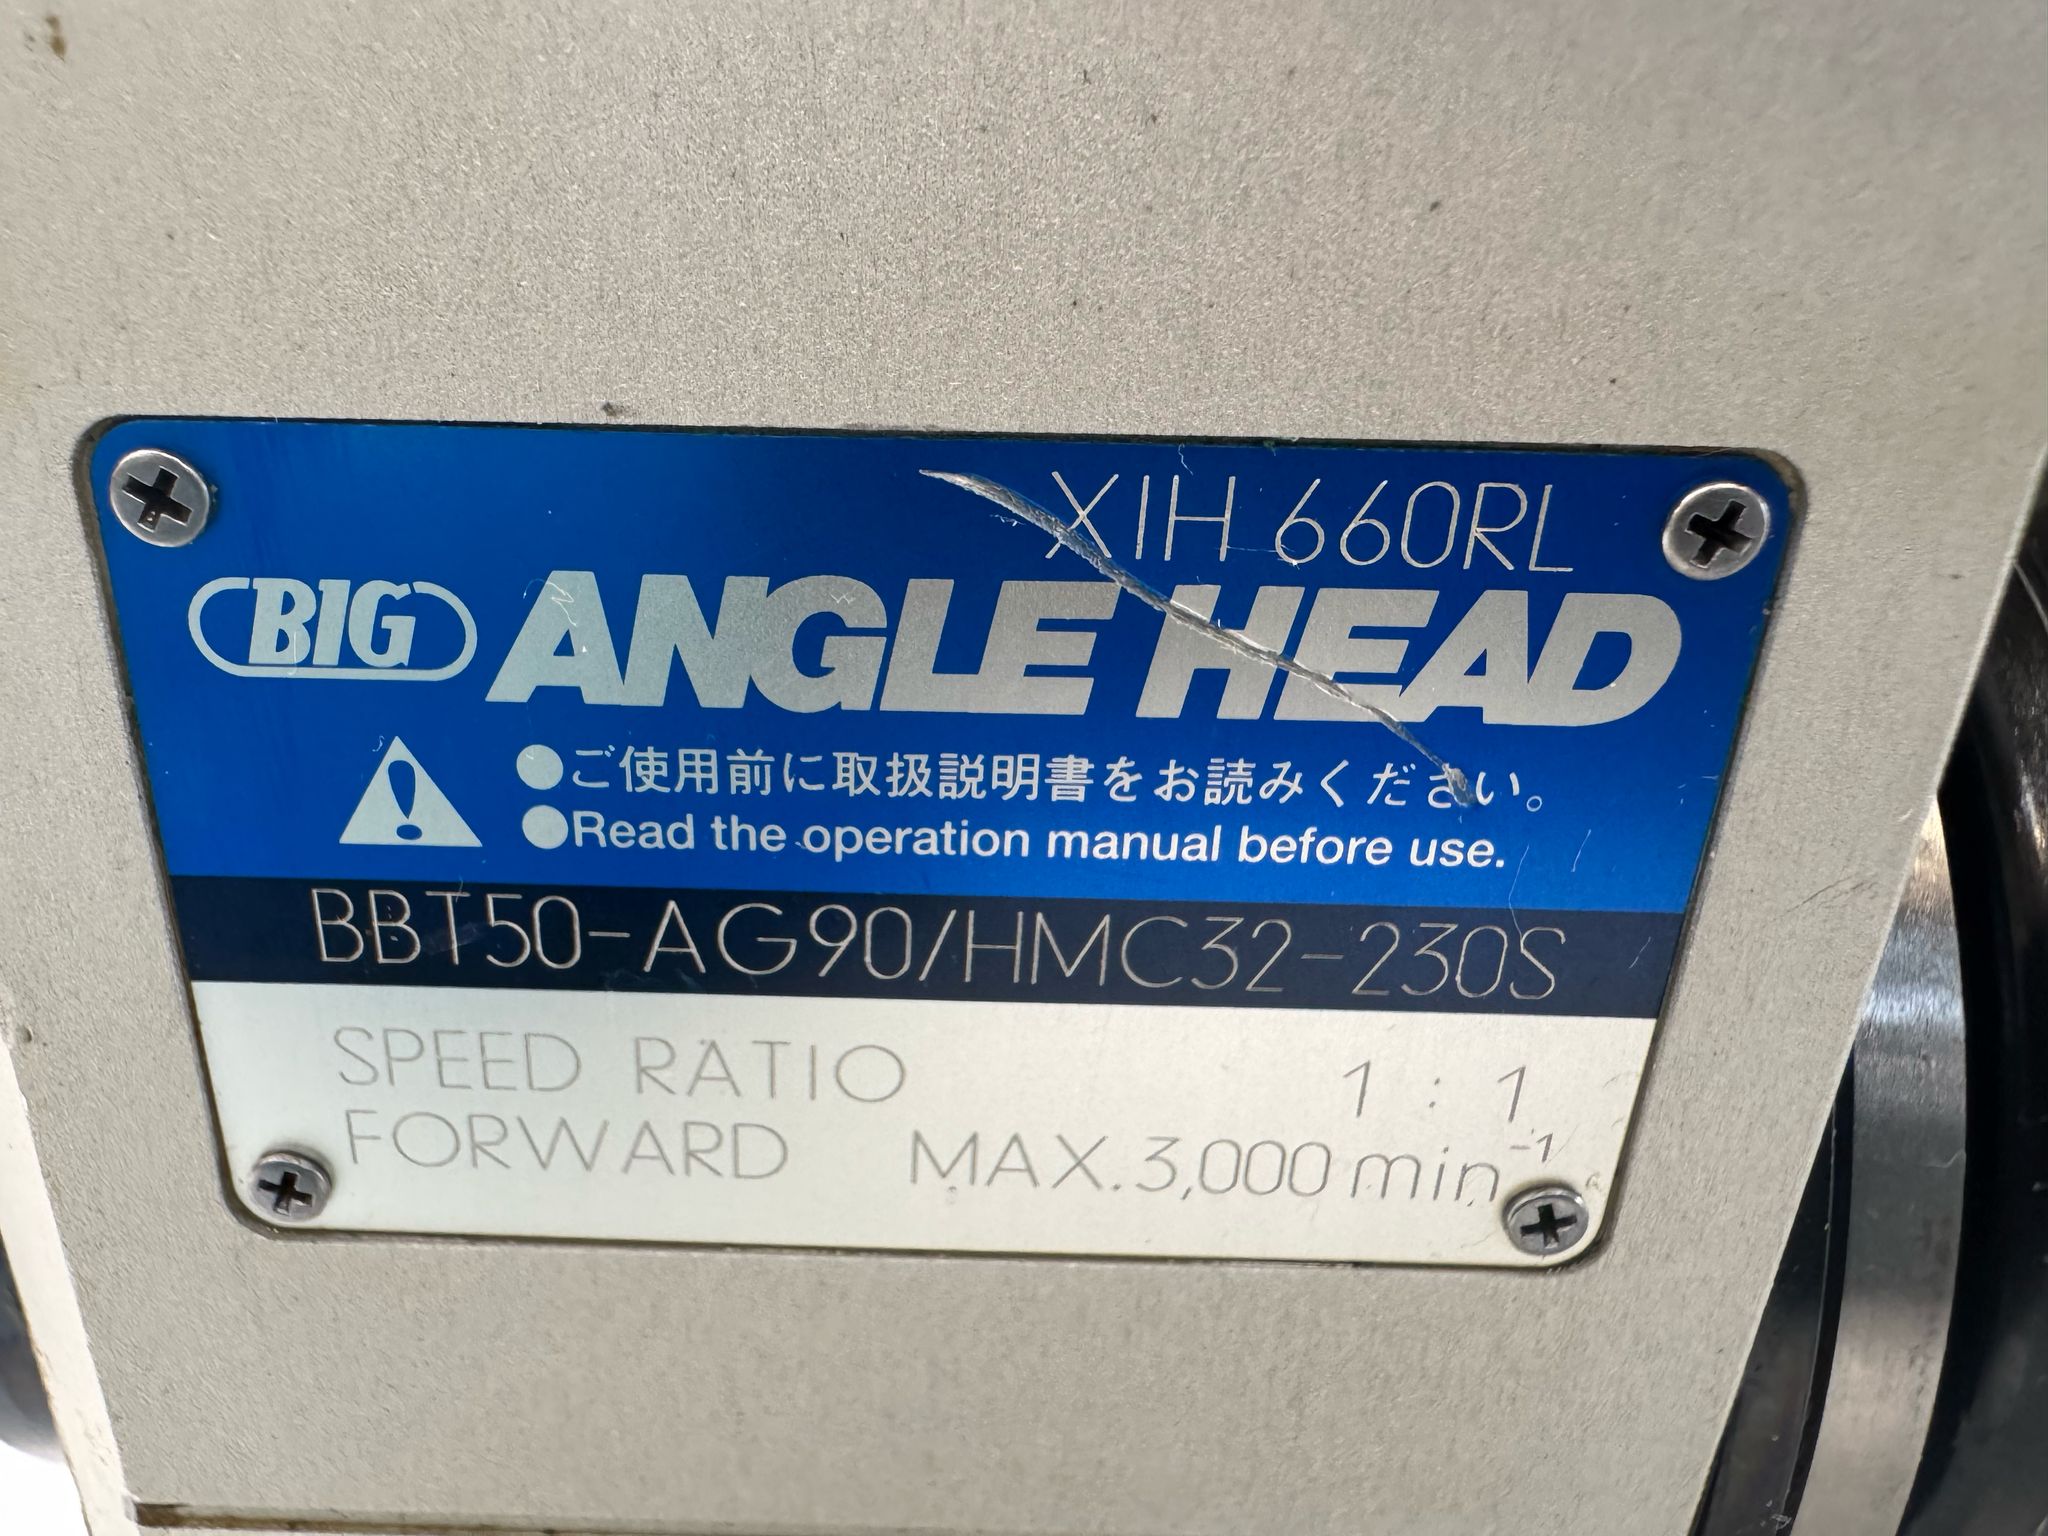 XIH 660RL
BIG ANGLE HEAD
●ご使用前に取扱説明書をお読みください。
●Read the operation manual before use.
BBT50-AG90/HMC32-230S
SPEED RATIO 1 : 1
FORWARD MAX.3,000 min⁻¹